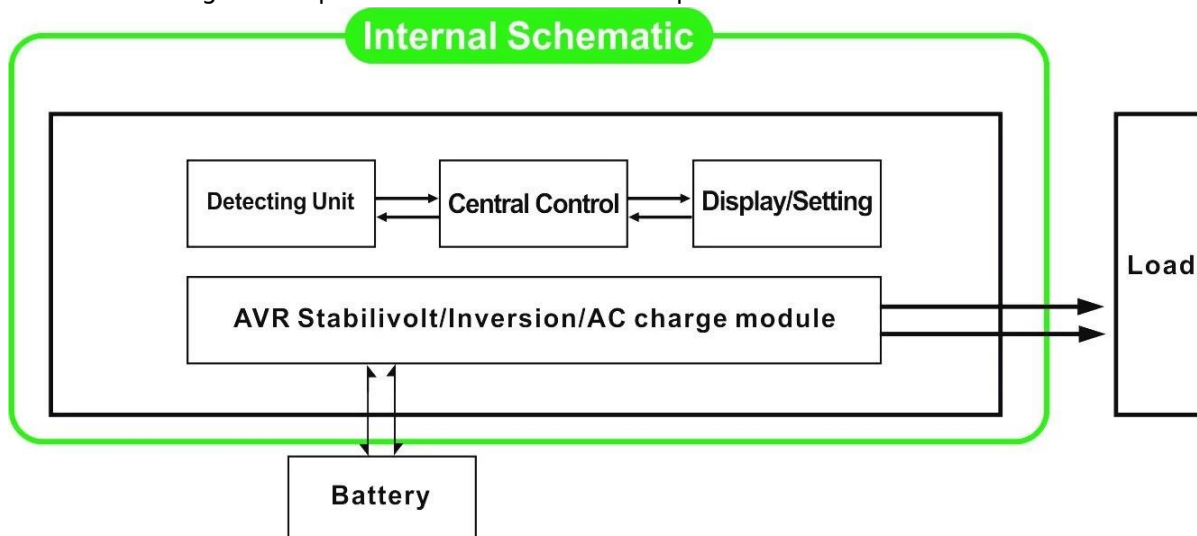 Internal Schematic
Detecting Unit
Central Control
Display/Setting
Load
AVR Stabilivolt/Inversion/AC charge module
Battery